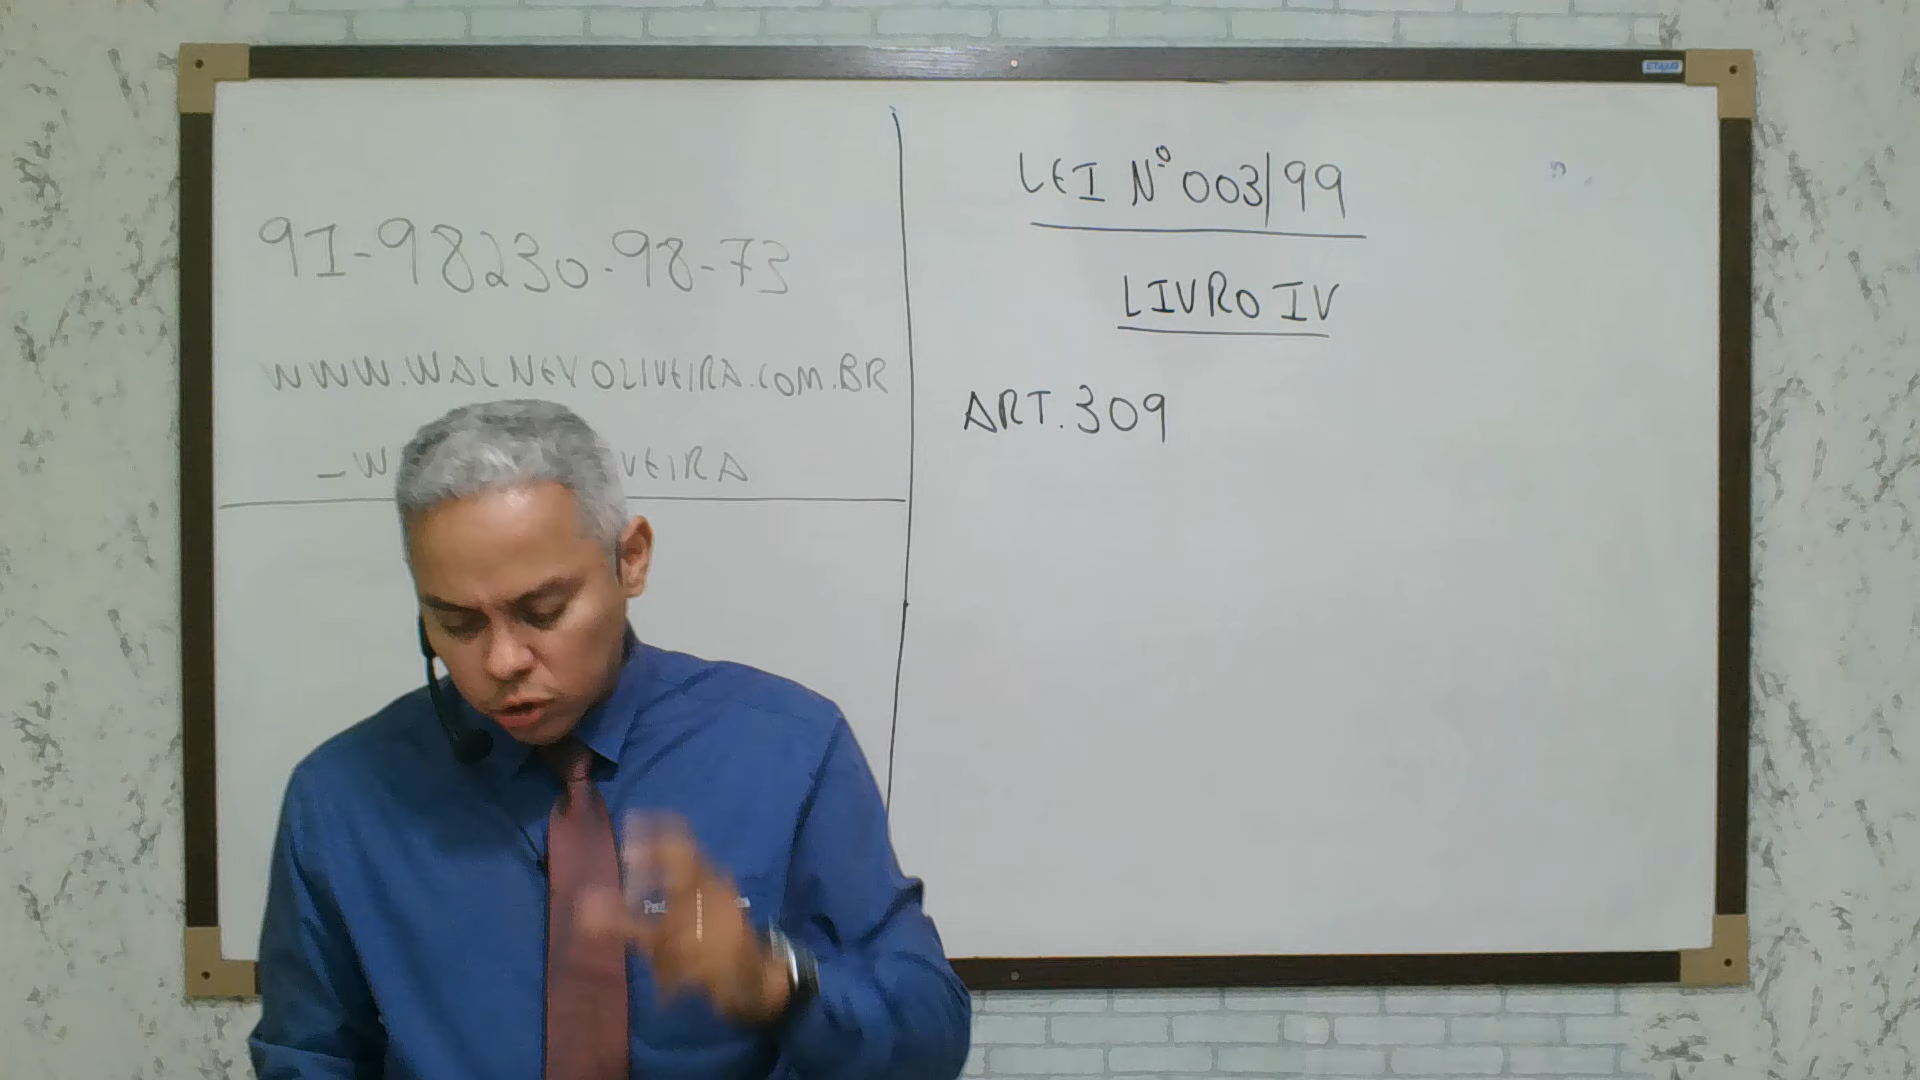 91-98230-98-73
WWW.WALNEYOLIVEIRA.COM.BR
LEI Nº 003/99
LIVRO IV
ART. 309